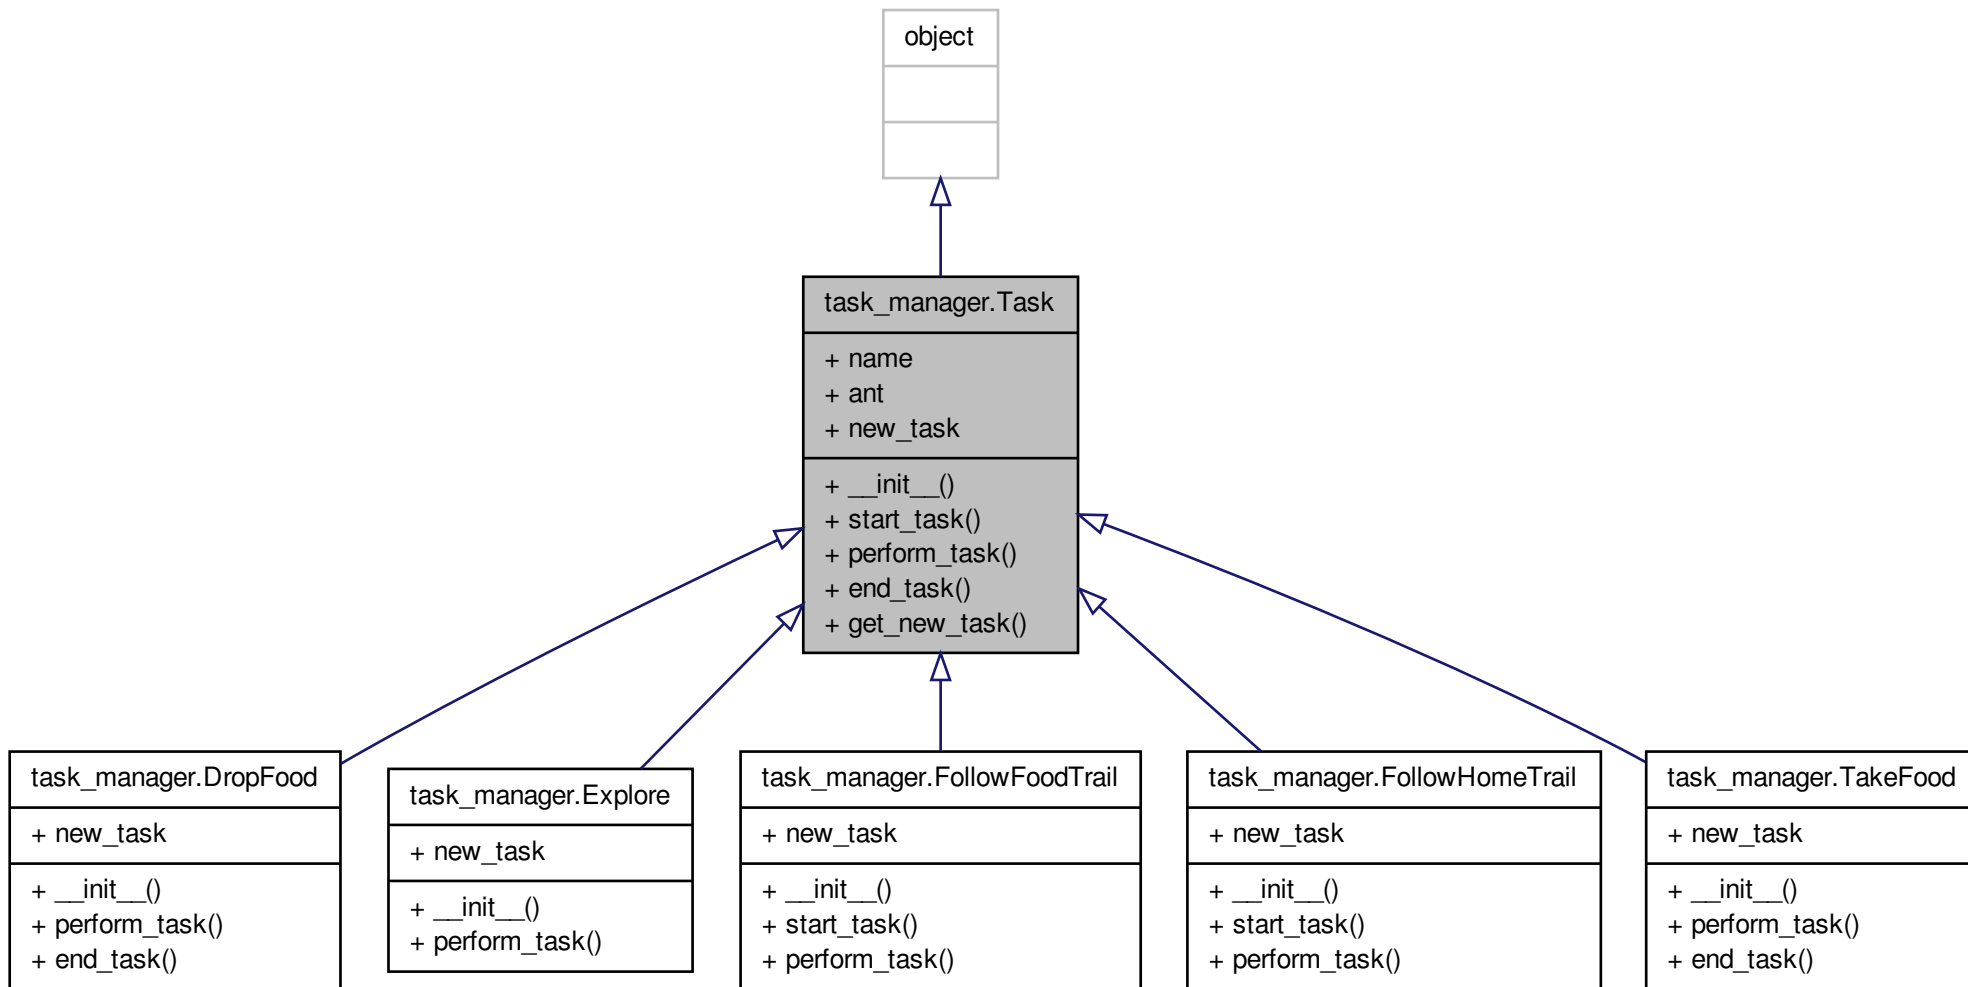 object
task_manager.Task
+ name
+ ant
+ new_task
+ __init__()
+ start_task()
+ perform_task()
+ end_task()
+ get_new_task()
task_manager.DropFood
+ new_task
+ __init__()
+ perform_task()
+ end_task()
task_manager.Explore
+ new_task
+ __init__()
+ perform_task()
task_manager.FollowFoodTrail
+ new_task
+ __init__()
+ start_task()
+ perform_task()
task_manager.FollowHomeTrail
+ new_task
+ __init__()
+ start_task()
+ perform_task()
task_manager.TakeFood
+ new_task
+ __init__()
+ perform_task()
+ end_task()